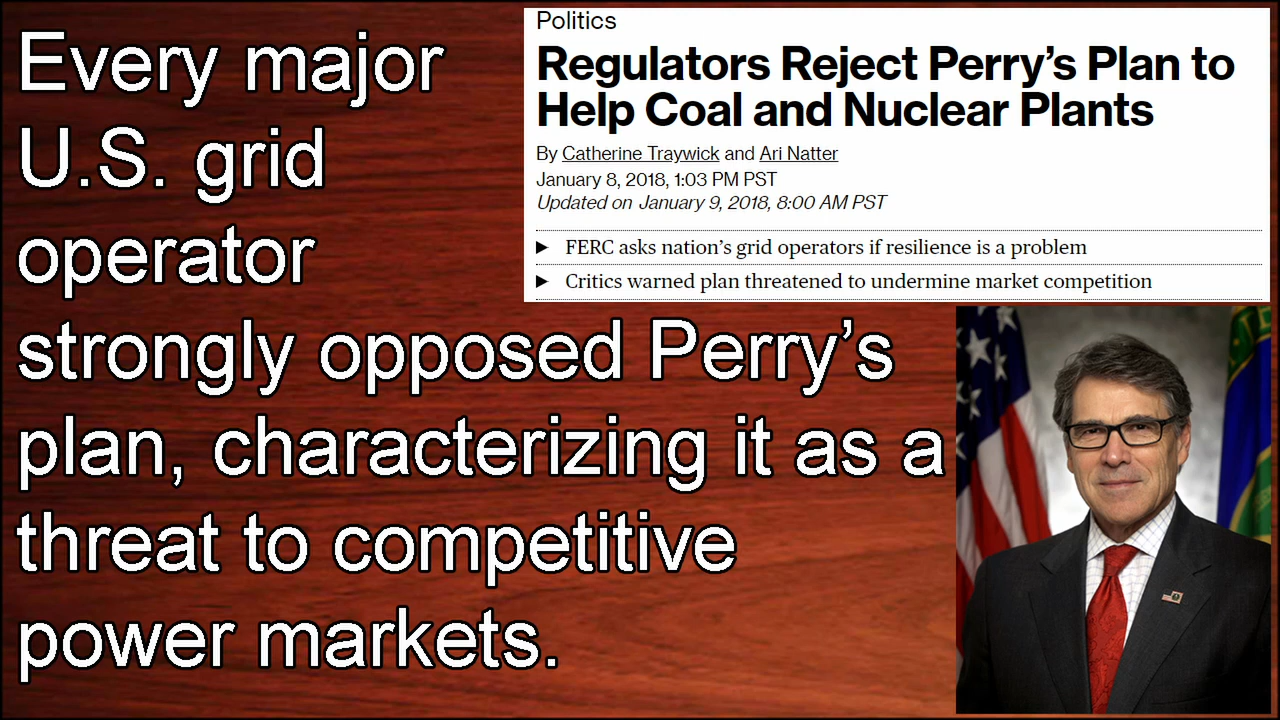 Every major
U.S. grid
operator
strongly opposed Perry’s
plan, characterizing it as a
threat to competitive
power markets.
Politics
Regulators Reject Perry’s Plan to
Help Coal and Nuclear Plants
By Catherine Traywick and Ari Natter
January 8, 2018, 1:03 PM PST
Updated on January 9, 2018, 8:00 AM PST
▶ FERC asks nation’s grid operators if resilience is a problem
▶ Critics warned plan threatened to undermine market competition